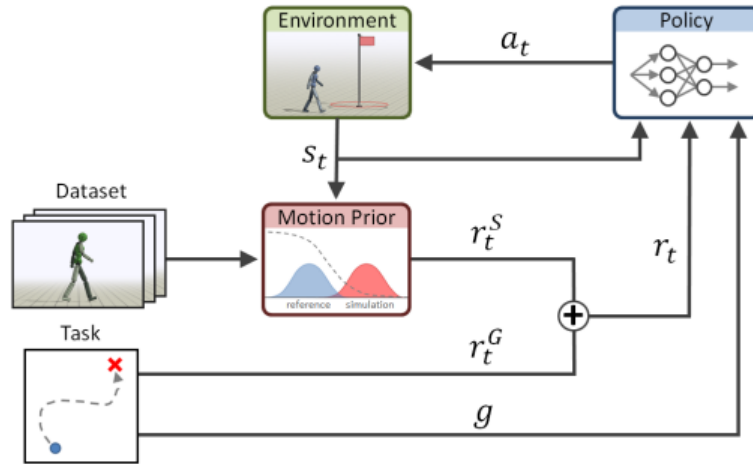 Environment
Policy
a_t
s_t
Dataset
Motion Prior
r_t^S
r_t
reference simulation
+
Task
r_t^G
g